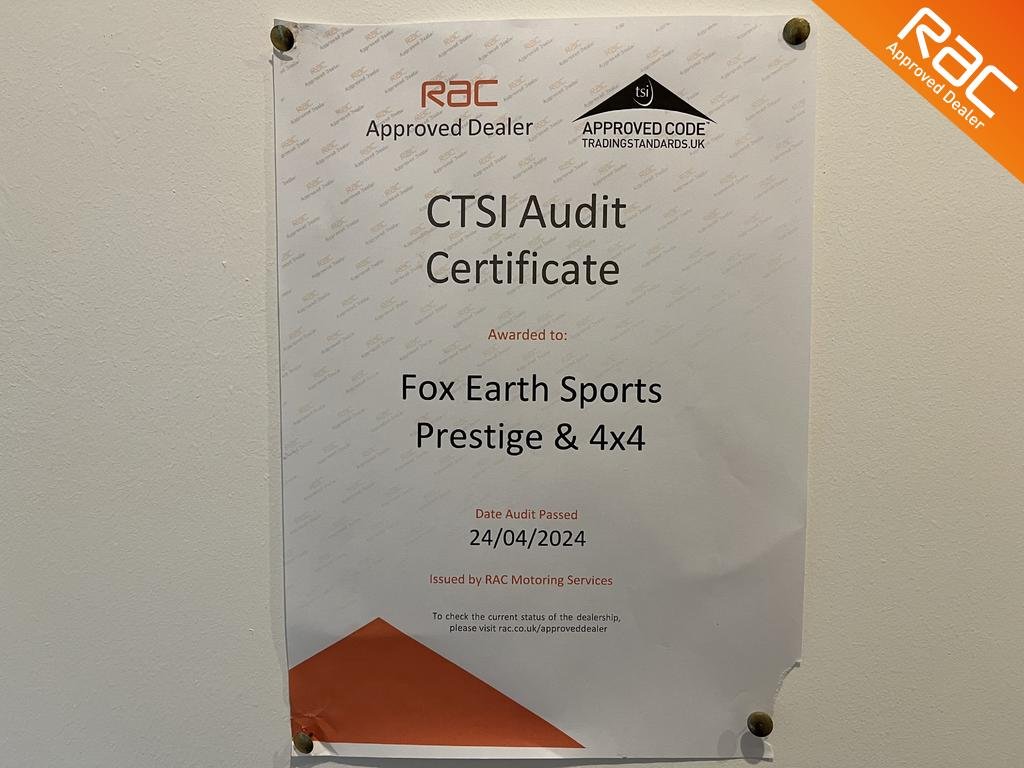 RAC
Approved Dealer
RAC
Approved Dealer
tsi
APPROVED CODE™
TRADINGSTANDARDS.UK
CTSI Audit
Certificate
Awarded to:
Fox Earth Sports
Prestige & 4x4
Date Audit Passed
24/04/2024
Issued by RAC Motoring Services
To check the current status of the dealership,
please visit rac.co.uk/approveddealer